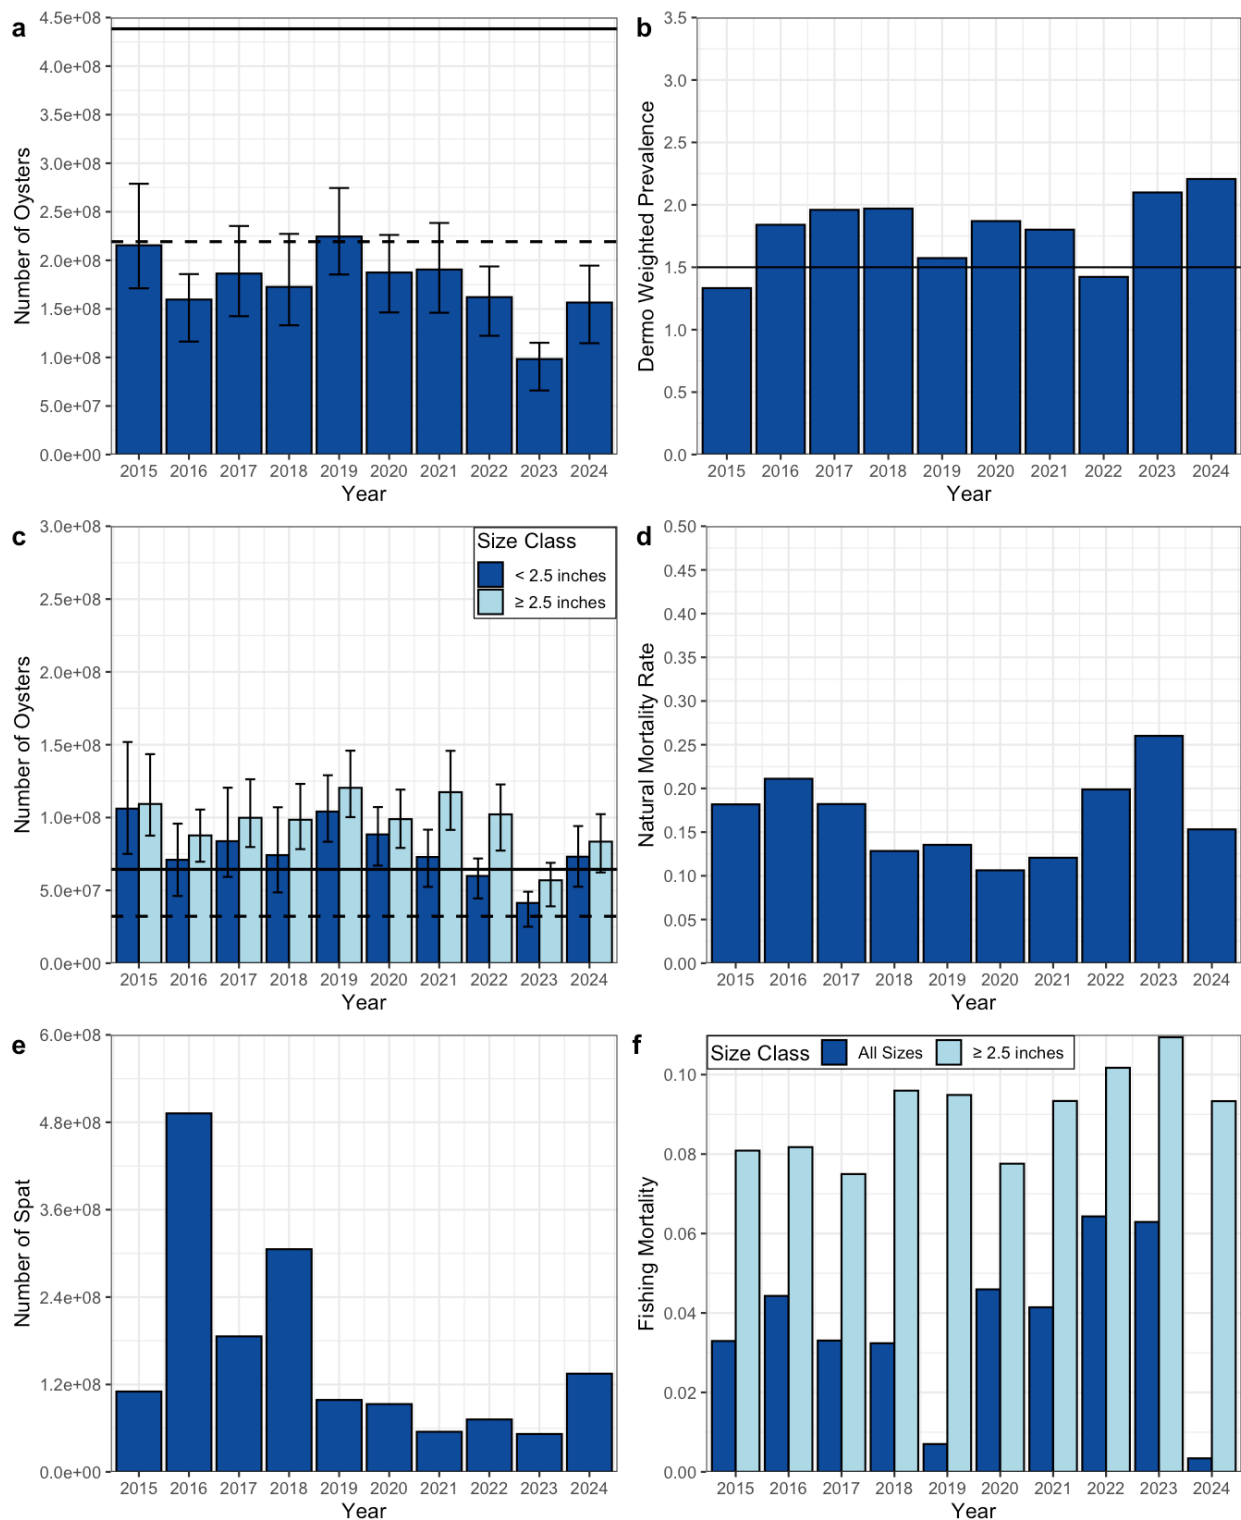 a
4.5e+08
4.0e+08
3.5e+08
3.0e+08
2.5e+08
2.0e+08
1.5e+08
1.0e+08
5.0e+07
0.0e+00
Number of Oysters
2015 2016 2017 2018 2019 2020 2021 2022 2023 2024
Year
b
3.5
3.0
2.5
2.0
1.5
1.0
0.5
0.0
Dermo Weighted Prevalence
2015 2016 2017 2018 2019 2020 2021 2022 2023 2024
Year
c
3.0e+08
2.5e+08
2.0e+08
1.5e+08
1.0e+08
5.0e+07
0.0e+00
Number of Oysters
Size Class
< 2.5 inches
≥ 2.5 inches
2015 2016 2017 2018 2019 2020 2021 2022 2023 2024
Year
d
0.50
0.45
0.40
0.35
0.30
0.25
0.20
0.15
0.10
0.05
0.00
Natural Mortality Rate
2015 2016 2017 2018 2019 2020 2021 2022 2023 2024
Year
e
6.0e+08
4.8e+08
3.6e+08
2.4e+08
1.2e+08
0.0e+00
Number of Spat
2015 2016 2017 2018 2019 2020 2021 2022 2023 2024
Year
f
Size Class All Sizes ≥ 2.5 inches
0.10
0.08
0.06
0.04
0.02
0.00
Fishing Mortality
2015 2016 2017 2018 2019 2020 2021 2022 2023 2024
Year